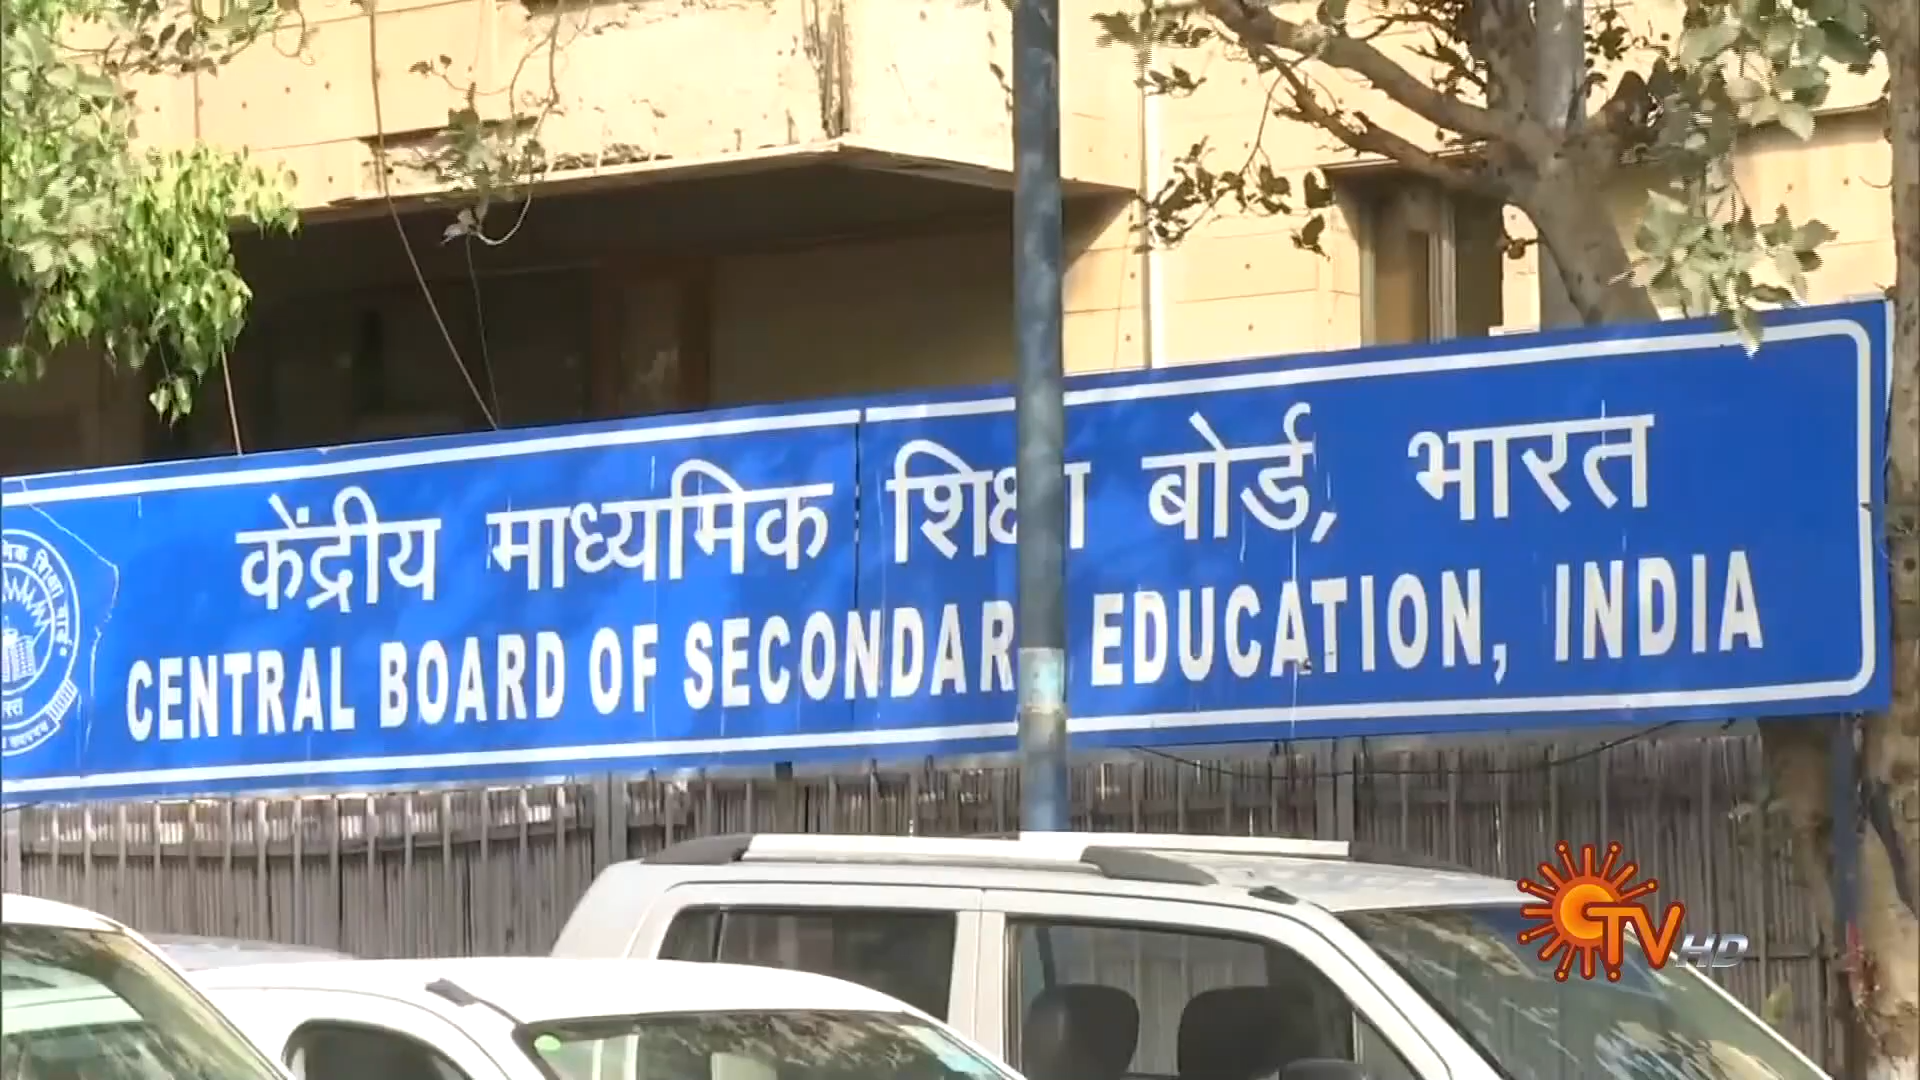 केंद्रीय माध्यमिक शिक्षा बोर्ड, भारत
CENTRAL BOARD OF SECONDARY EDUCATION, INDIA
शिक्षा बोर्ड
TV HD